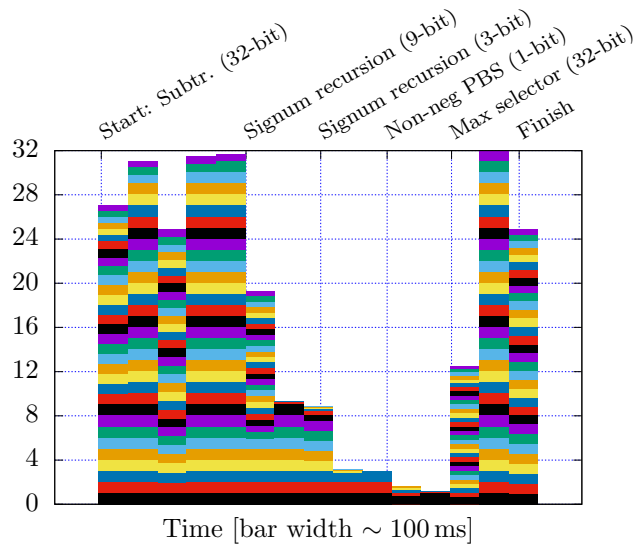 Start: Subtr. (32-bit)
Signum recursion (9-bit)
Signum recursion (3-bit)
Non-neg PBS (1-bit)
Max selector (32-bit)
Finish
32
28
24
20
16
12
8
4
0
Time [bar width ∼ 100 ms]